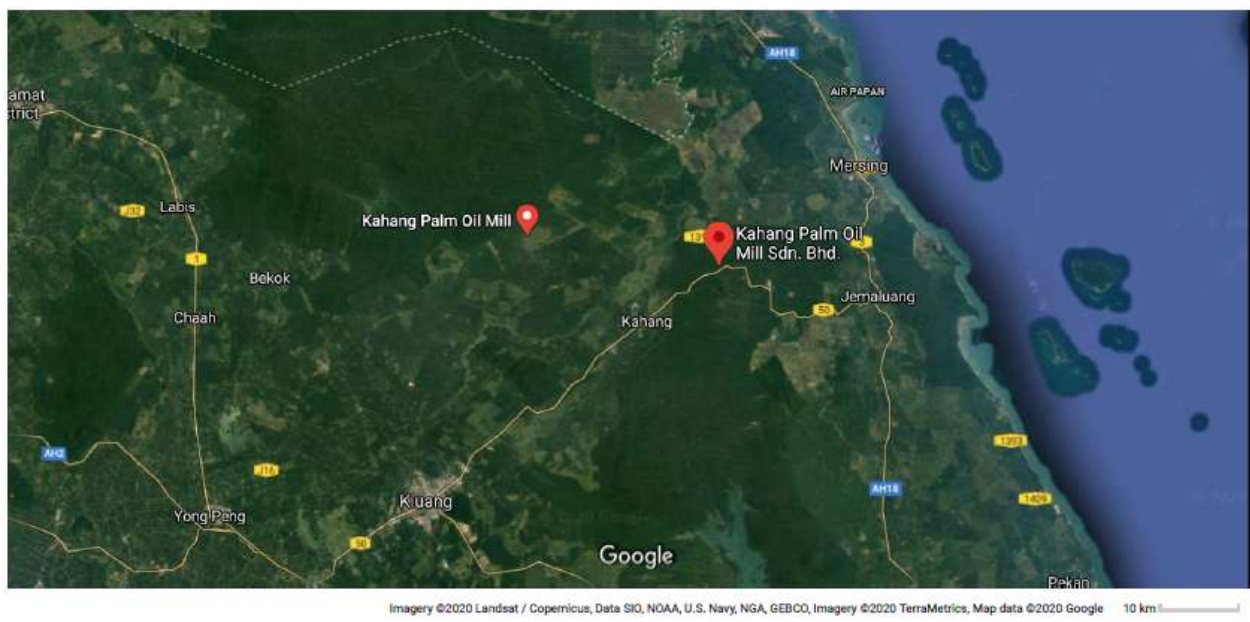 AH18
amat
trict
AIR PAPAN
Mersing
J32
Labis
Kahang Palm Oil Mill
Kahang Palm Oil
Mill Sdn. Bhd.
3
1
Bekok
Chaah
Kahang
Jemaluang
50
1393
AH2
J16
Kluang
AH18
1409
Yong Peng
50
Google
Pekan
Imagery ©2020 Landsat / Copernicus, Data SIO, NOAA, U.S. Navy, NGA, GEBCO, Imagery ©2020 TerraMetrics, Map data ©2020 Google 10 km